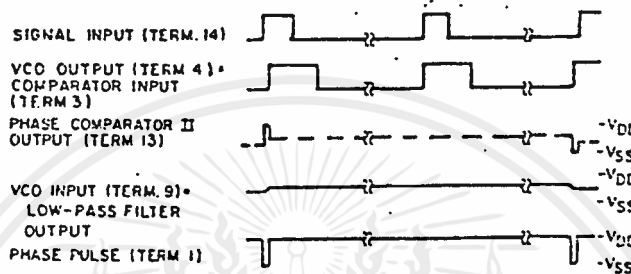 SIGNAL INPUT (TERM. 14)
VCO OUTPUT (TERM 4) =
COMPARATOR INPUT
(TERM 3)
PHASE COMPARATOR II
OUTPUT (TERM 13)
-VDD
-VSS
VCO INPUT (TERM. 9) =
LOW-PASS FILTER
OUTPUT
-VDD
-VSS
PHASE PULSE (TERM 1)
-VDD
-VSS